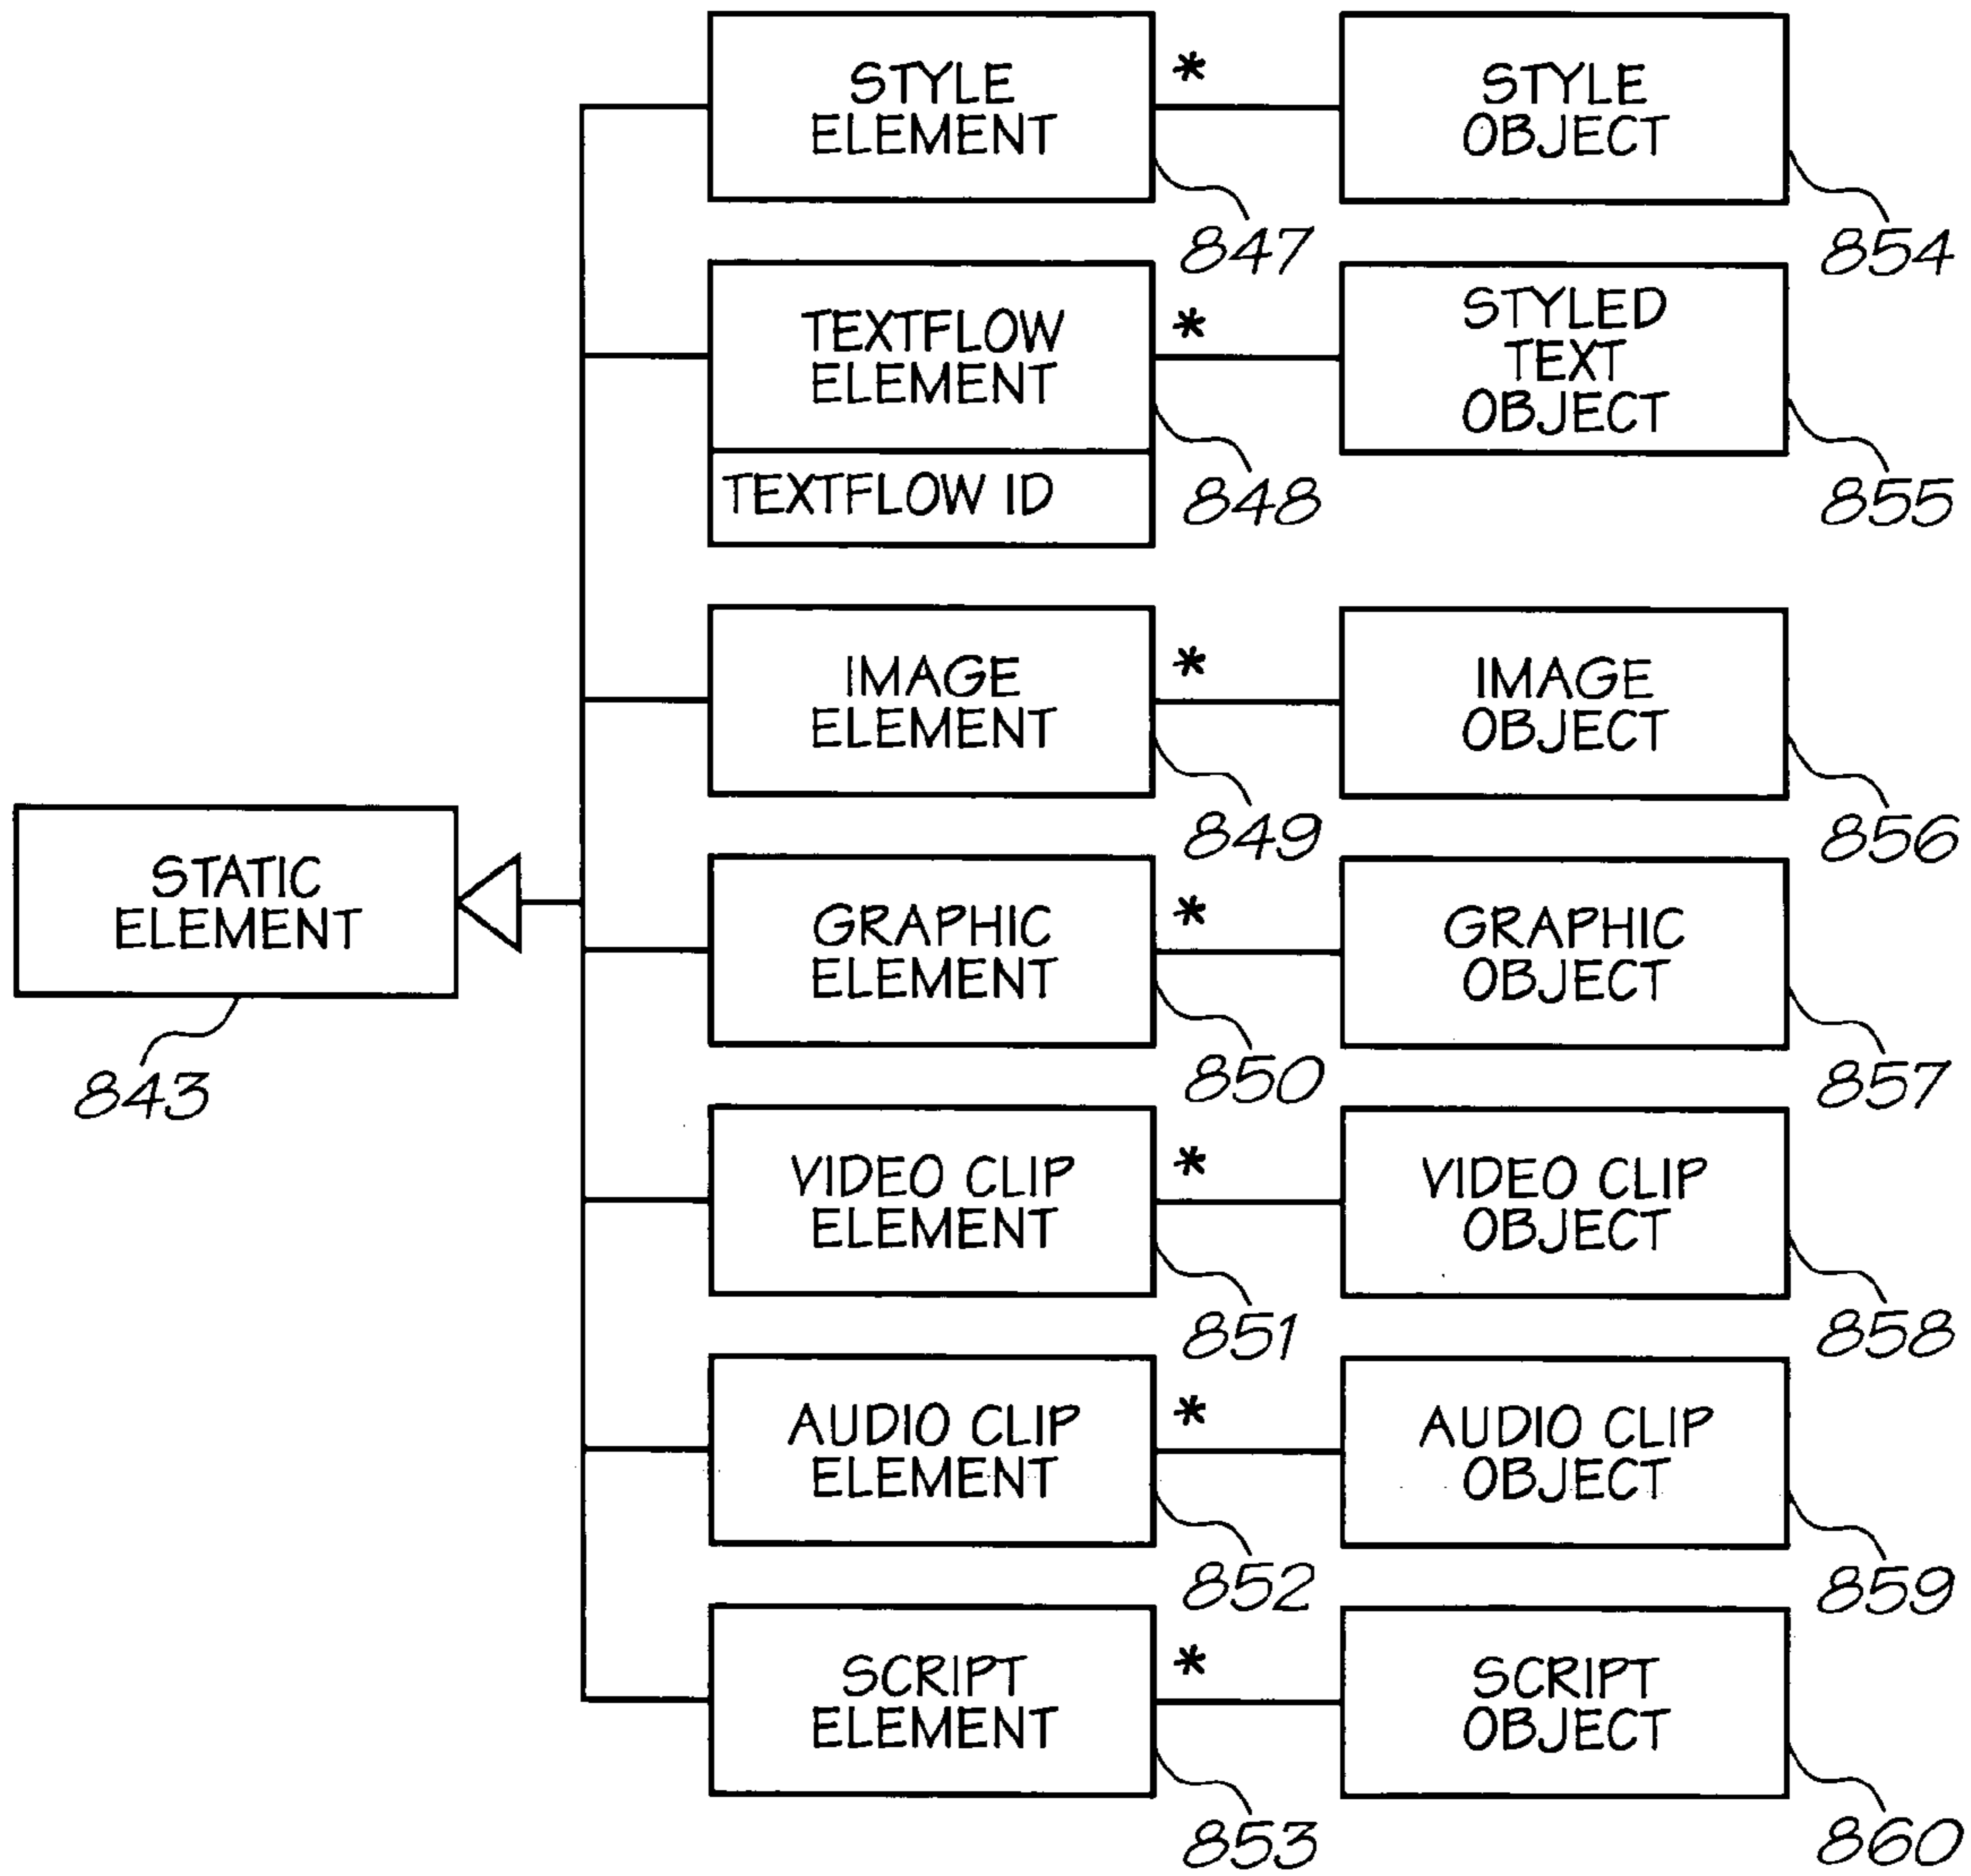 STYLE
ELEMENT
*
STYLE
OBJECT
847
854
TEXTFLOW
ELEMENT
TEXTFLOW ID
*
STYLED
TEXT
OBJECT
848
855
IMAGE
ELEMENT
*
IMAGE
OBJECT
849
856
STATIC
ELEMENT
843
GRAPHIC
ELEMENT
*
GRAPHIC
OBJECT
850
857
VIDEO CLIP
ELEMENT
*
VIDEO CLIP
OBJECT
851
858
AUDIO CLIP
ELEMENT
*
AUDIO CLIP
OBJECT
852
859
SCRIPT
ELEMENT
*
SCRIPT
OBJECT
853
860